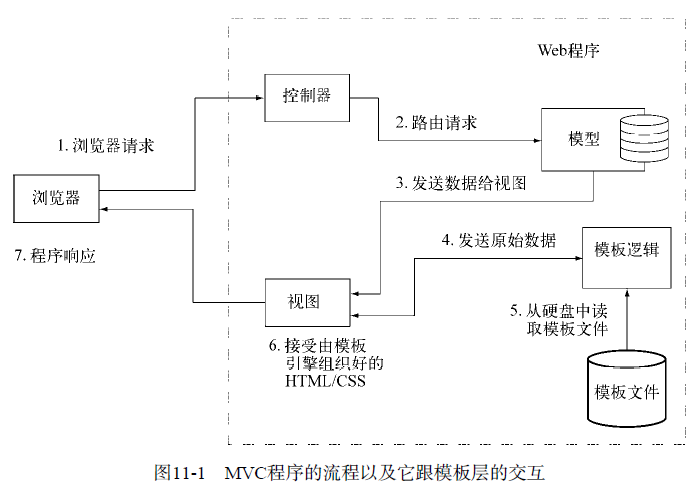 Web程序
控制器
2. 路由请求
模型
1. 浏览器请求
浏览器
3. 发送数据给视图
4. 发送原始数据
模板逻辑
7. 程序响应
视图
5. 从硬盘中读
取模板文件
6. 接受由模板
引擎组织好的
HTML/CSS
模板文件
图11-1 MVC程序的流程以及它跟模板层的交互